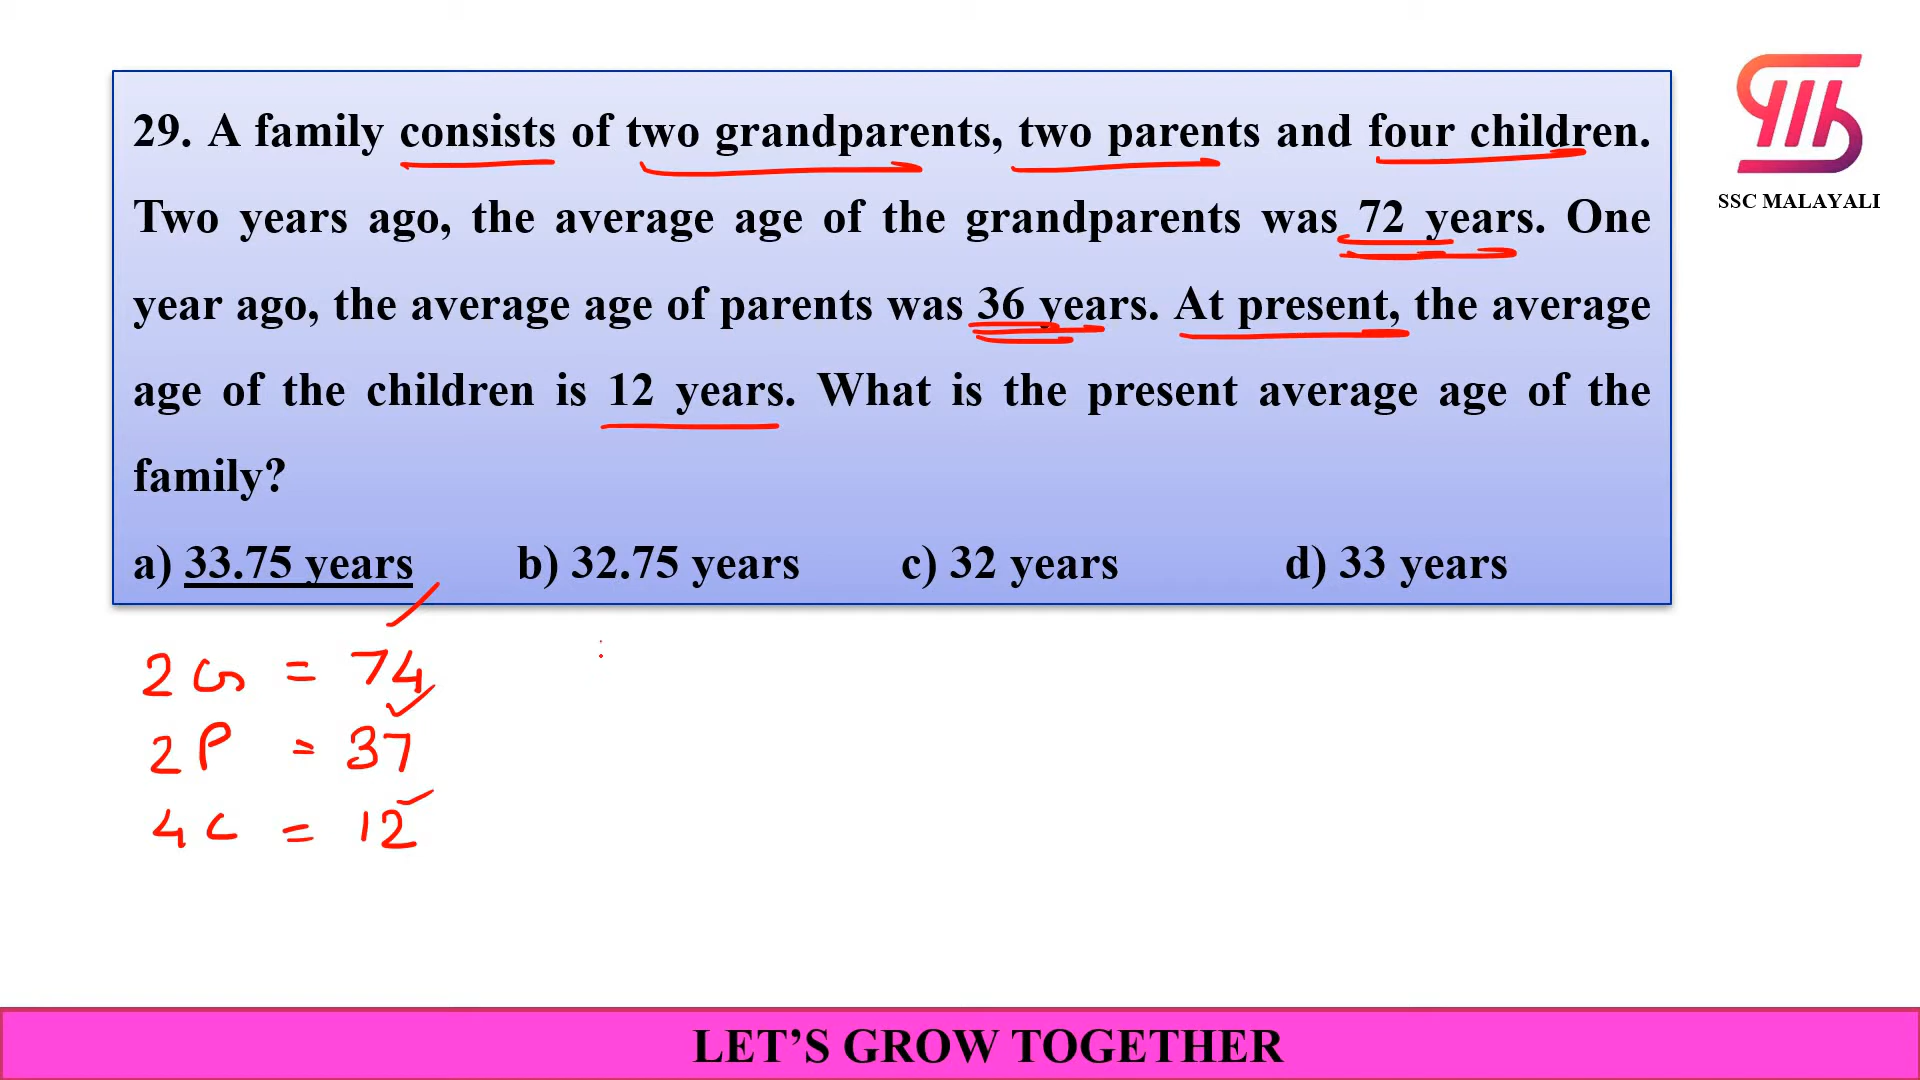 29. A family consists of two grandparents, two parents and four children.
Two years ago, the average age of the grandparents was 72 years. One
year ago, the average age of parents was 36 years. At present, the average
age of the children is 12 years. What is the present average age of the
family?
a) 33.75 years b) 32.75 years c) 32 years d) 33 years
SSC MALAYALI
2 G = 74
2 P = 37
4 C = 12
LET’S GROW TOGETHER